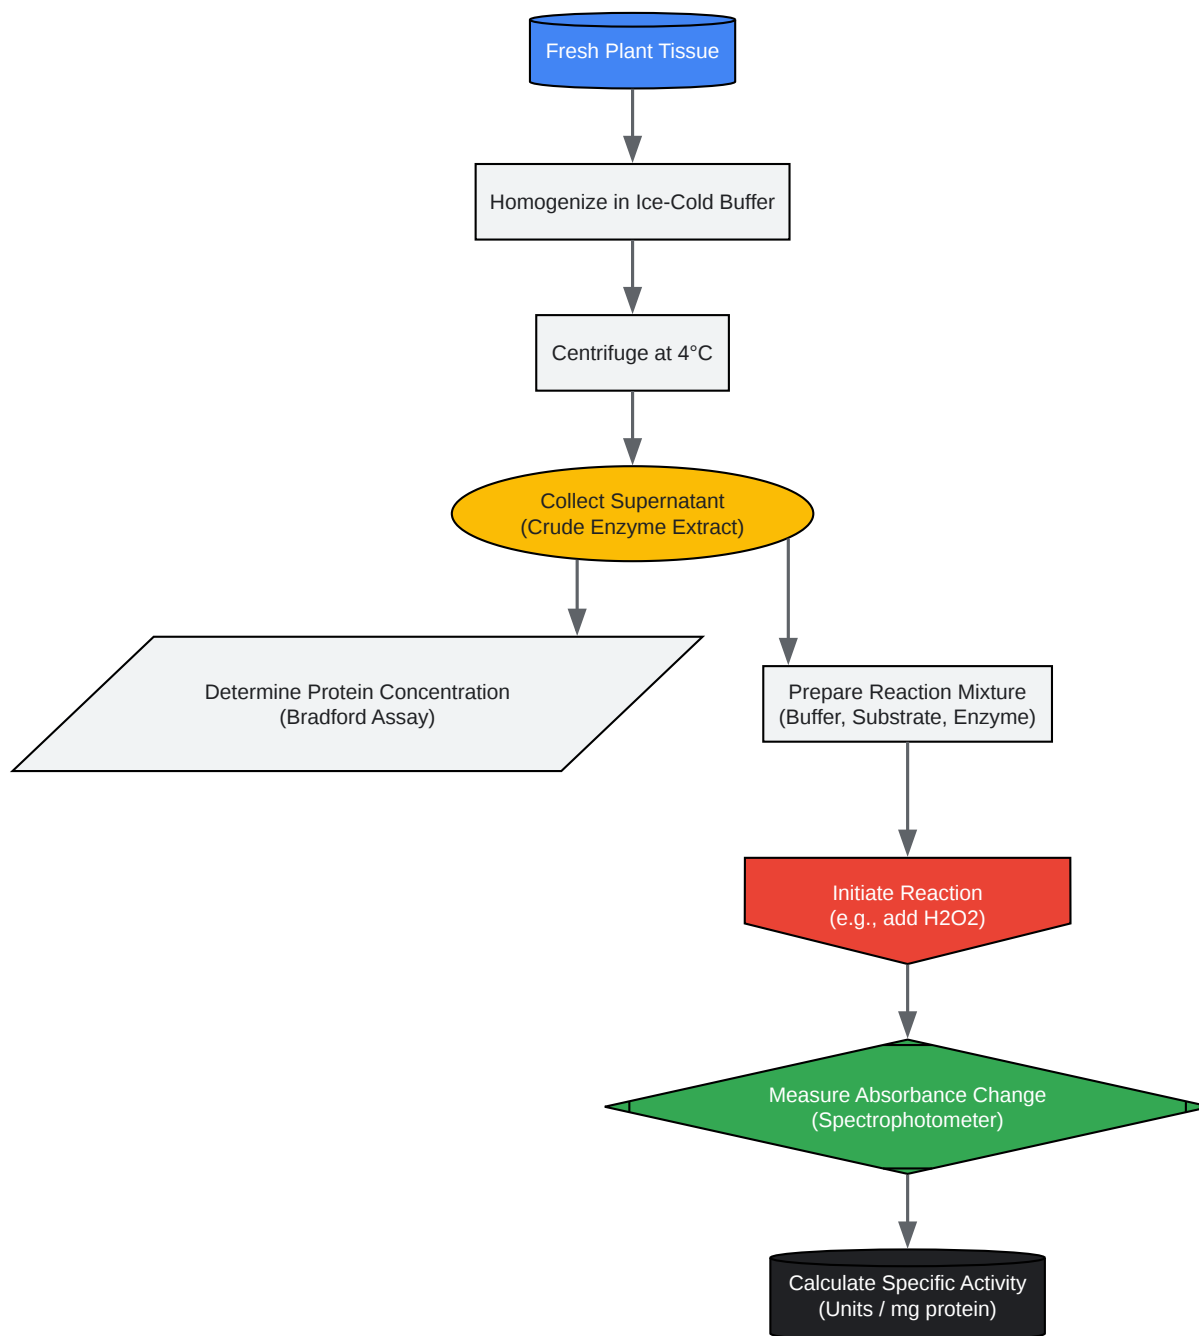 Fresh Plant Tissue
Homogenize in Ice-Cold Buffer
Centrifuge at 4°C
Collect Supernatant
(Crude Enzyme Extract)
Determine Protein Concentration
(Bradford Assay)
Prepare Reaction Mixture
(Buffer, Substrate, Enzyme)
Initiate Reaction
(e.g., add H2O2)
Measure Absorbance Change
(Spectrophotometer)
Calculate Specific Activity
(Units / mg protein)